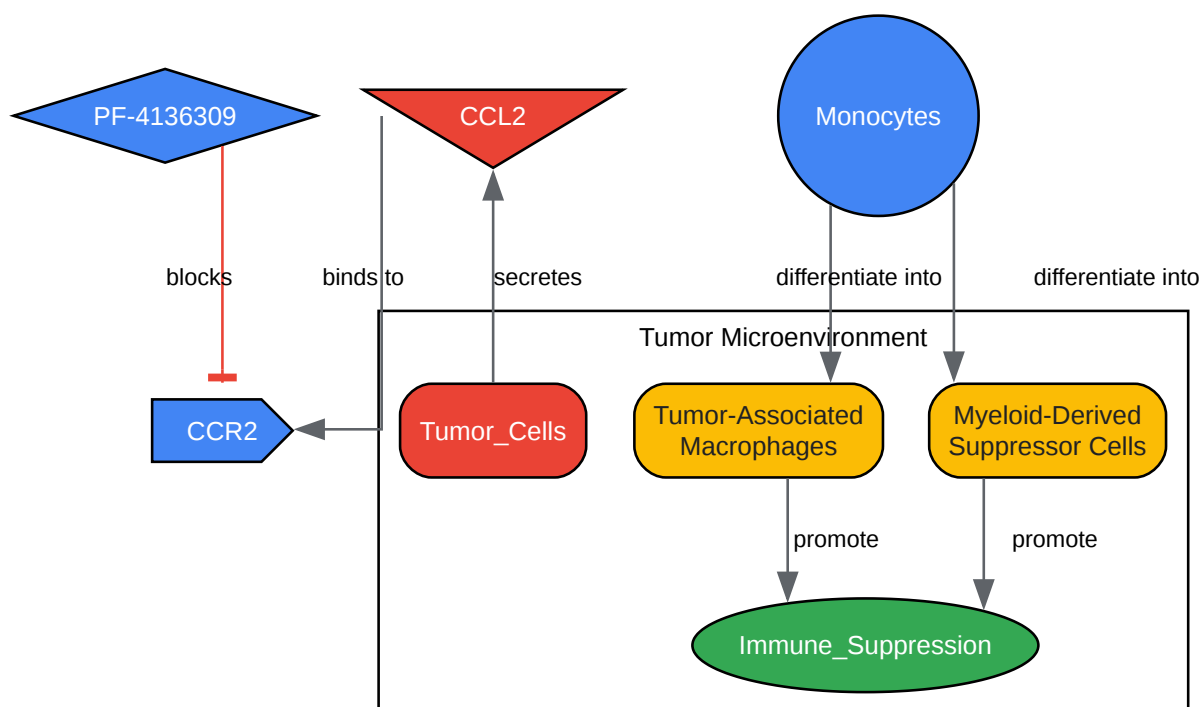 PF-4136309
CCL2
Monocytes
blocks
binds to
secretes
differentiate into
differentiate into
Tumor Microenvironment
CCR2
Tumor_Cells
Tumor-Associated
Macrophages
Myeloid-Derived
Suppressor Cells
promote
promote
Immune_Suppression